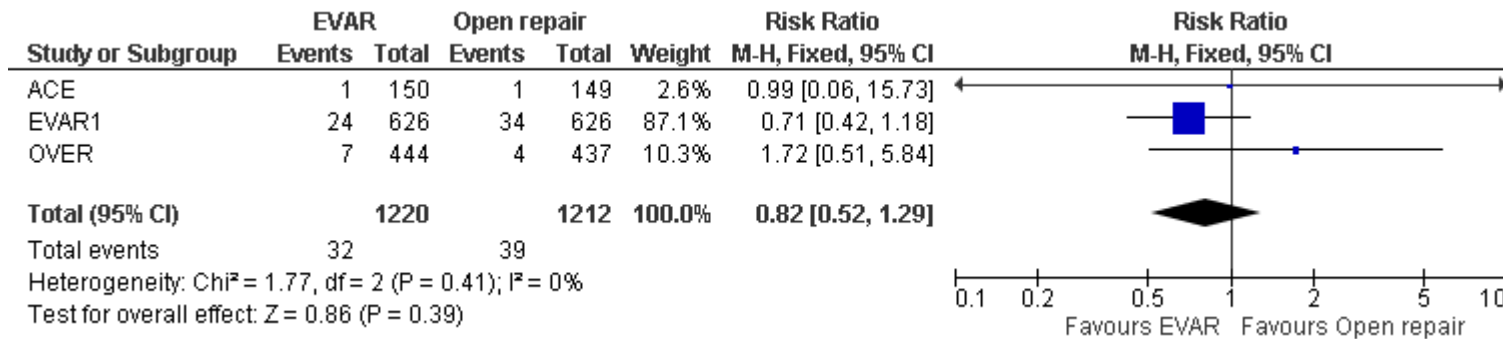 EVAR Open repair Risk Ratio Risk Ratio
Study or Subgroup Events Total Events Total Weight M-H, Fixed, 95% CI M-H, Fixed, 95% CI
ACE 1 150 1 149 2.6% 0.99 [0.06, 15.73]
EVAR1 24 626 34 626 87.1% 0.71 [0.42, 1.18]
OVER 7 444 4 437 10.3% 1.72 [0.51, 5.84]
Total (95% CI) 1220 1212 100.0% 0.82 [0.52, 1.29]
Total events 32 39
Heterogeneity: Chi² = 1.77, df = 2 (P = 0.41); I² = 0%
Test for overall effect: Z = 0.86 (P = 0.39)
0.1 0.2 0.5 1 2 5 10
Favours EVAR Favours Open repair